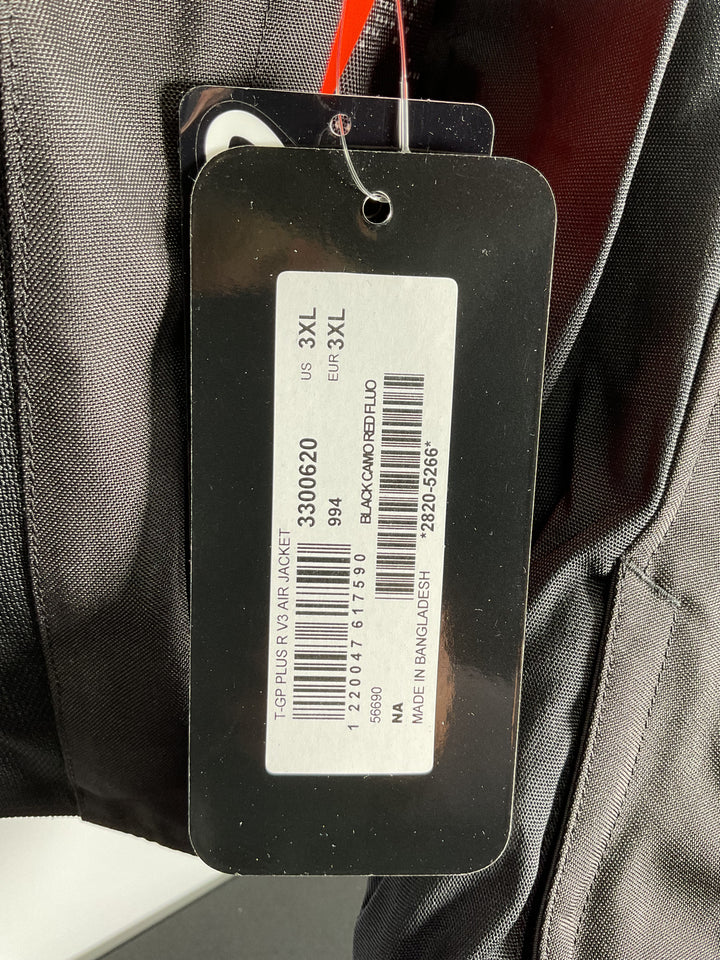 T-GP PLUS R V3 AIR JACKET
3300620
US 3XL
994
EUR 3XL
1 220047 617590
BLACK CAMO RED FLUO
56690
*2820-5266*
NA
MADE IN BANGLADESH